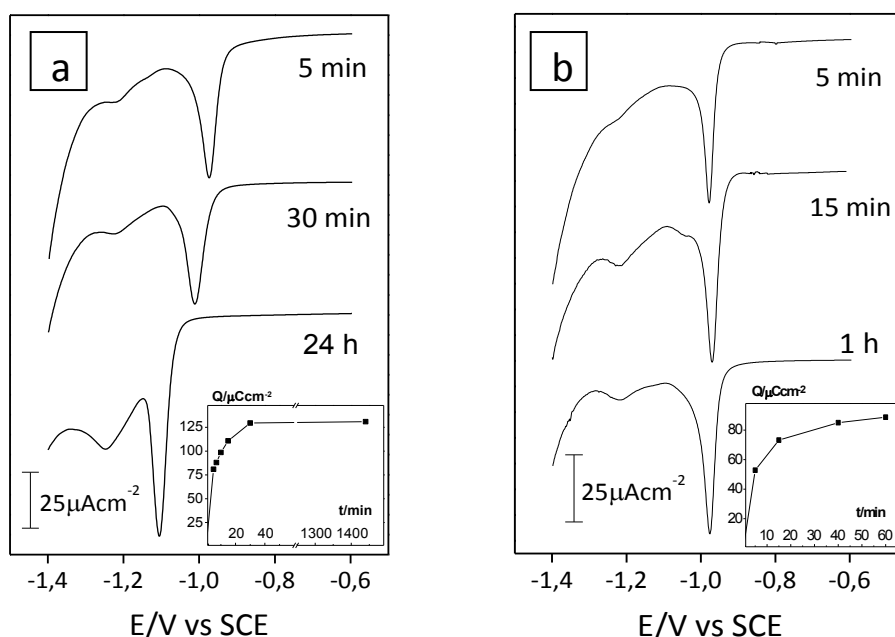 a
5 min
30 min
24 h
Q/μCcm-2
125
100
75
50
25
20 40 1300 1400
t/min
25μAcm-2
-1,4 -1,2 -1,0 -0,8 -0,6
E/V vs SCE
b
5 min
15 min
1 h
Q/μCcm-2
80
60
40
20
t/min
10 20 30 40 50 60
25μAcm-2
-1,4 -1,2 -1,0 -0,8 -0,6
E/V vs SCE